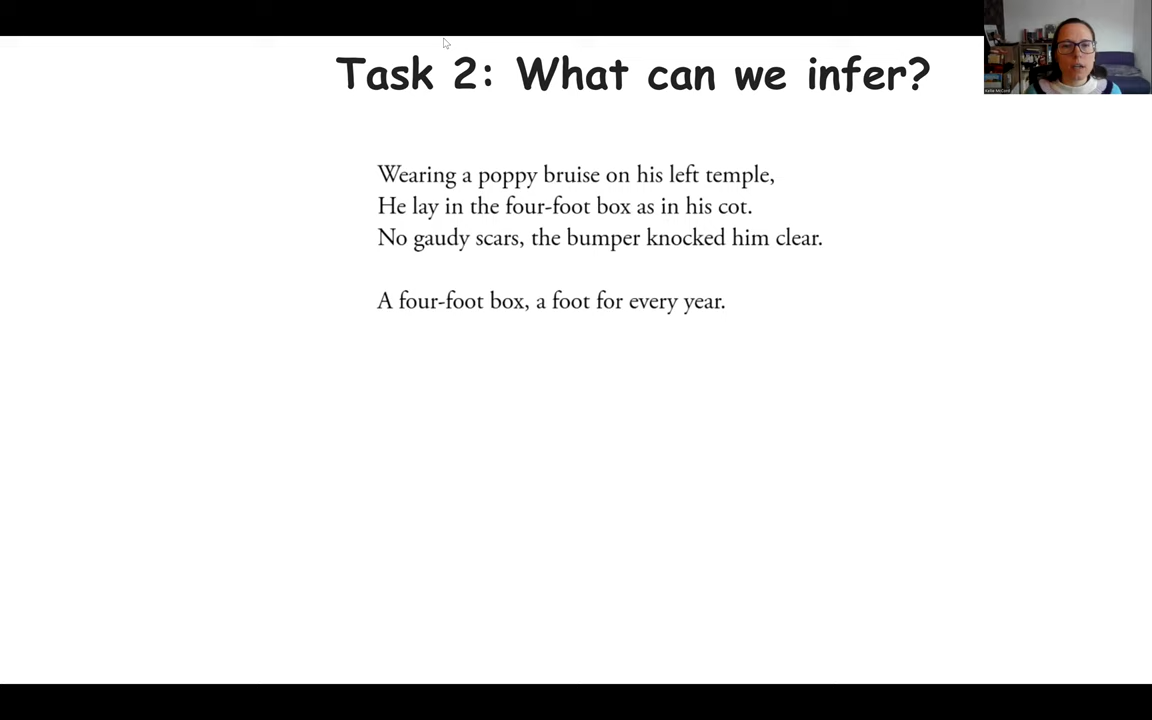 Task 2: What can we infer?
Wearing a poppy bruise on his left temple,
He lay in the four-foot box as in his cot.
No gaudy scars, the bumper knocked him clear.
A four-foot box, a foot for every year.